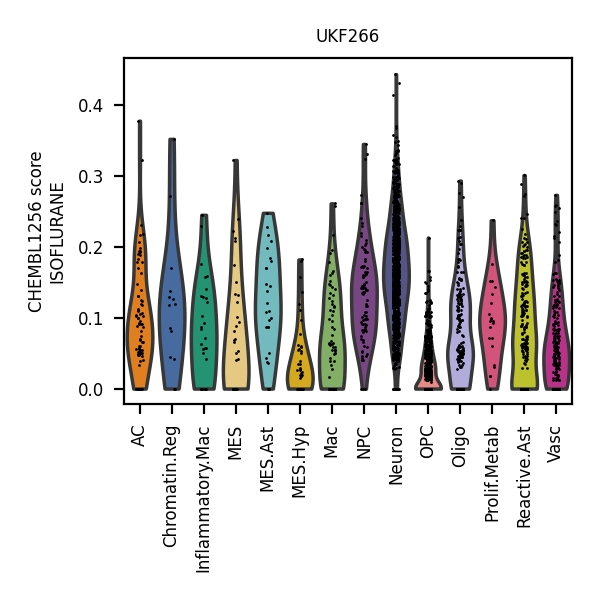 UKF266
CHEMBL1256 score
ISOFLURANE
0.4
0.3
0.2
0.1
0.0
AC
Chromatin.Reg
Inflammatory.Mac
MES
MES.Ast
MES.Hyp
Mac
NPC
Neuron
OPC
Oligo
Prolif.Metab
Reactive.Ast
Vasc